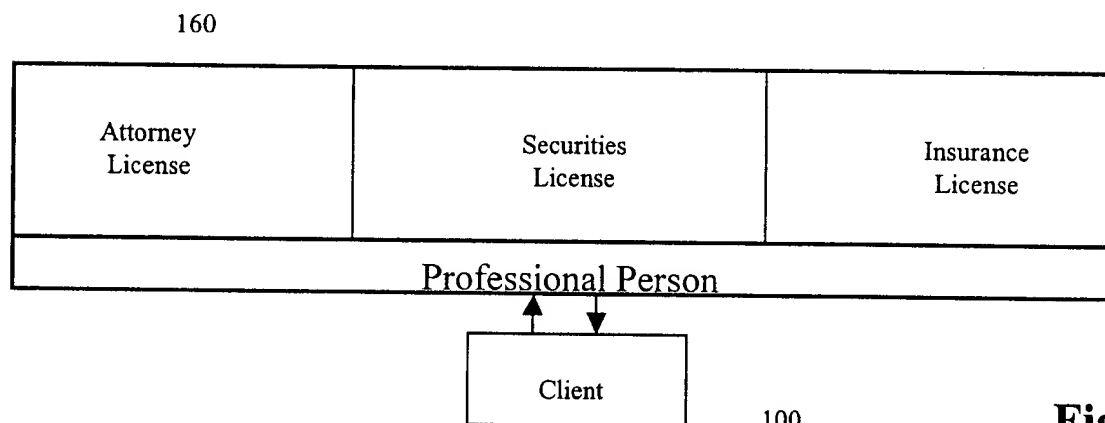 160
Attorney
License
Securities
License
Insurance
License
Professional Person
Client
100